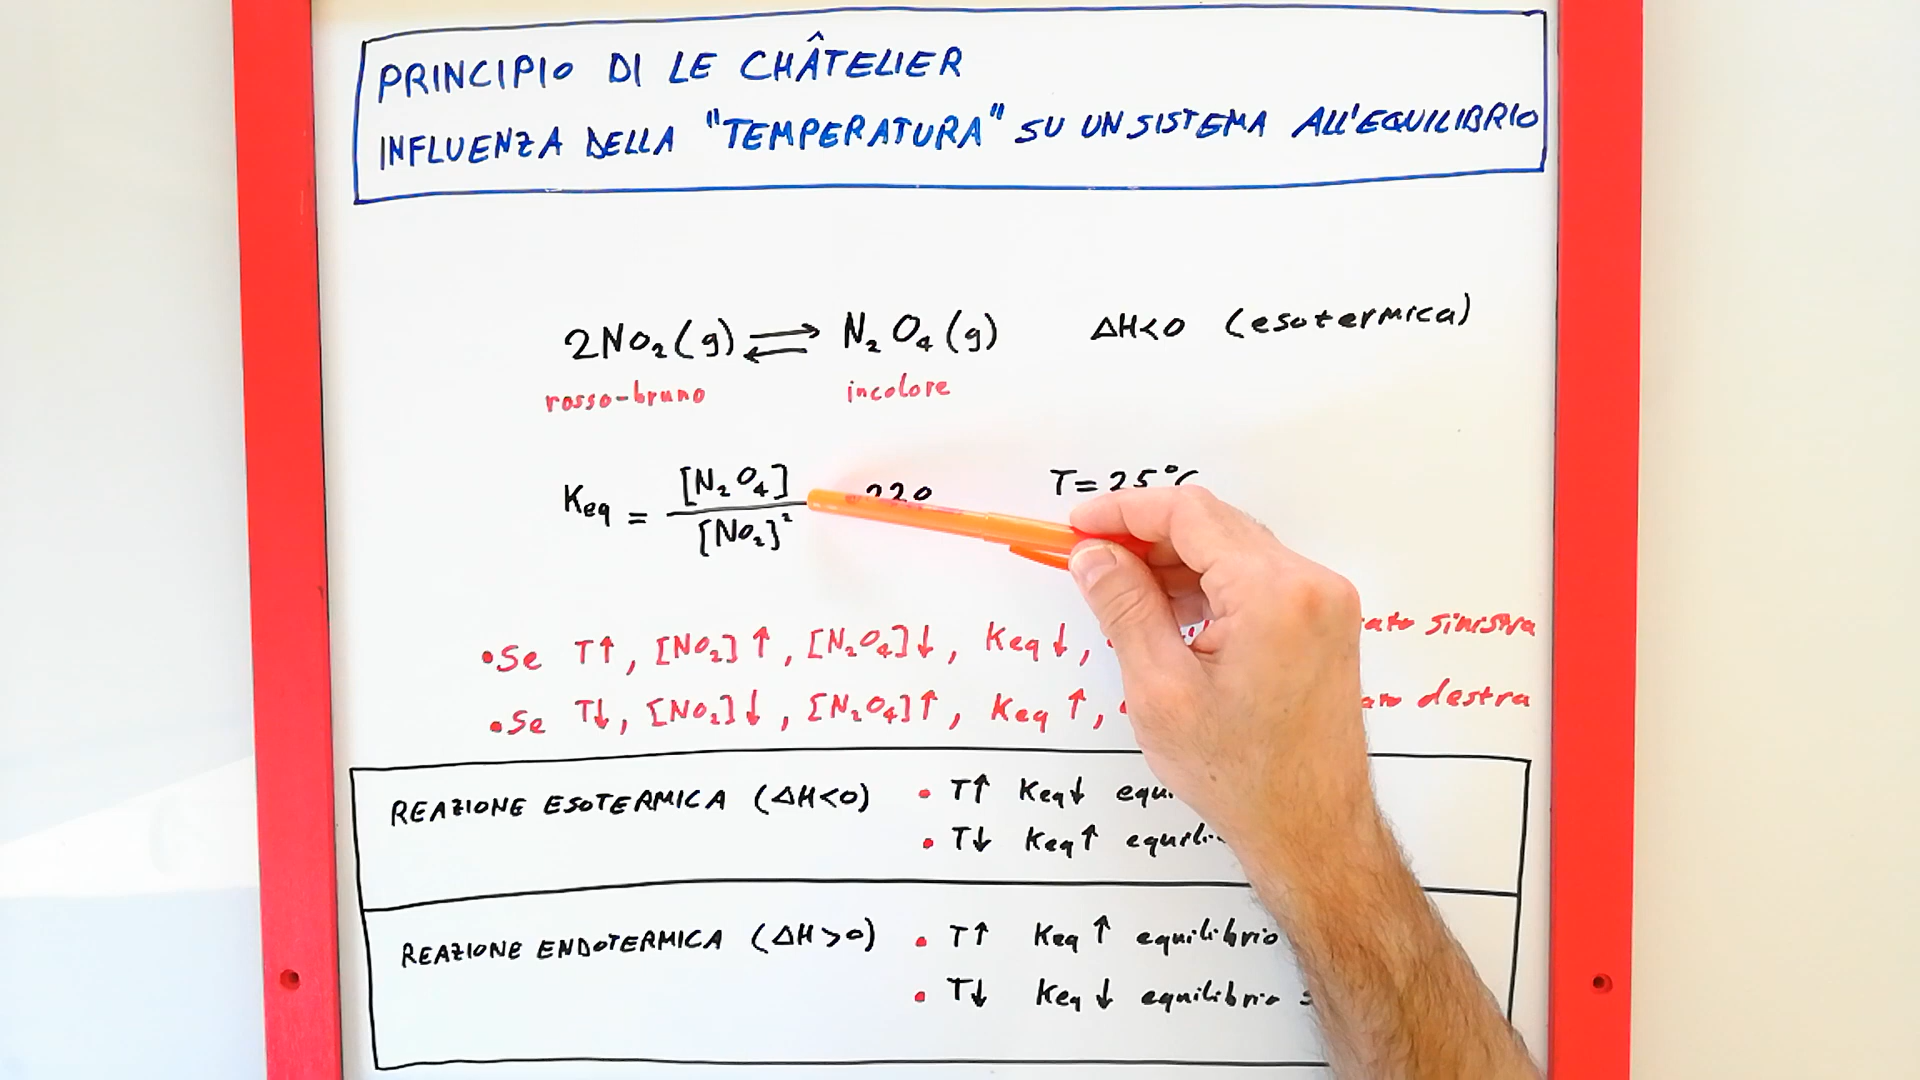 PRINCIPIO DI LE CHÂTELIER
INFLUENZA DELLA "TEMPERATURA" SU UN SISTEMA ALL'EQUILIBRIO
2NO₂(g) ⇌ N₂O₄(g) ΔH<0 (esotermica)
rosso-bruno incolore
Keq = [N₂O₄] / [NO₂]² 220 T=25°C
•Se T↑, [NO₂]↑, [N₂O₄]↓, Keq↓, sinistra
•Se T↓, [NO₂]↓, [N₂O₄]↑, Keq↑, destra
REAZIONE ESOTERMICA (ΔH<0) • T↑ Keq↓
• T↓ Keq↑
REAZIONE ENDOTERMICA (ΔH>0) • T↑ Keq↑ equilibrio
• T↓ Keq↓ equilibrio